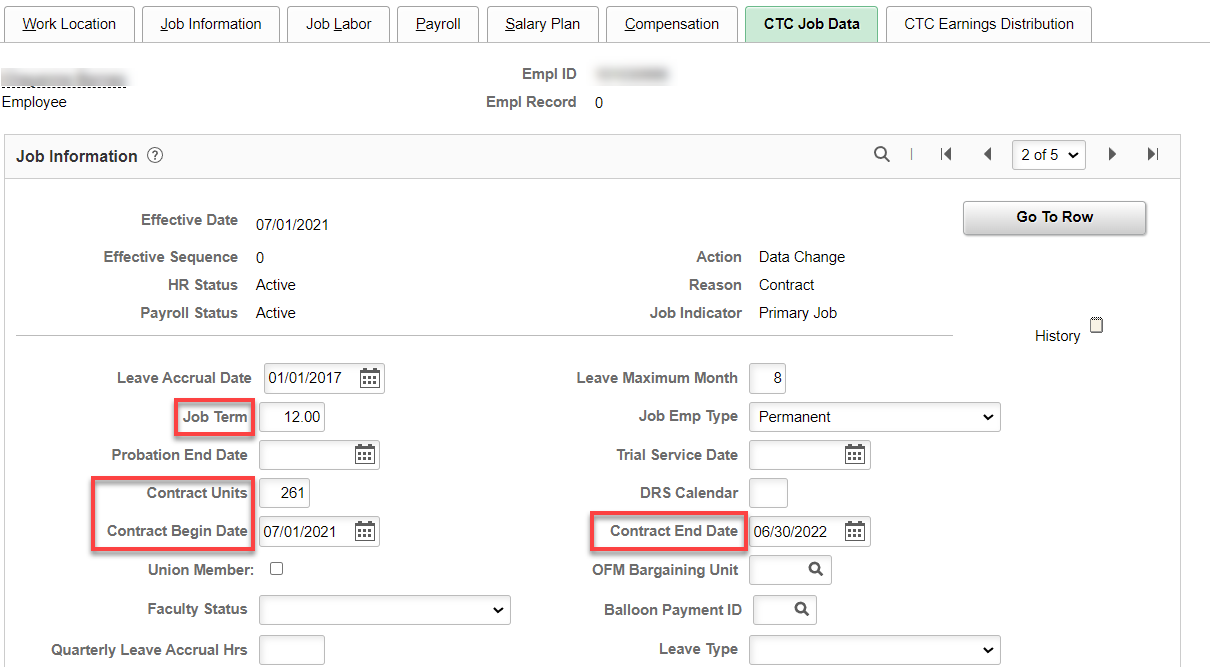 Work Location Job Information Job Labor Payroll Salary Plan Compensation CTC Job Data CTC Earnings Distribution
Empl ID
Employee Empl Record 0
Job Information ? 2 of 5
Effective Date 07/01/2021 Go To Row
Effective Sequence 0 Action Data Change
HR Status Active Reason Contract
Payroll Status Active Job Indicator Primary Job
History
Leave Accrual Date 01/01/2017 Leave Maximum Month 8
Job Term 12.00 Job Emp Type Permanent
Probation End Date Trial Service Date
Contract Units 261 DRS Calendar
Contract Begin Date 07/01/2021 Contract End Date 06/30/2022
Union Member: OFM Bargaining Unit
Faculty Status Balloon Payment ID
Quarterly Leave Accrual Hrs Leave Type